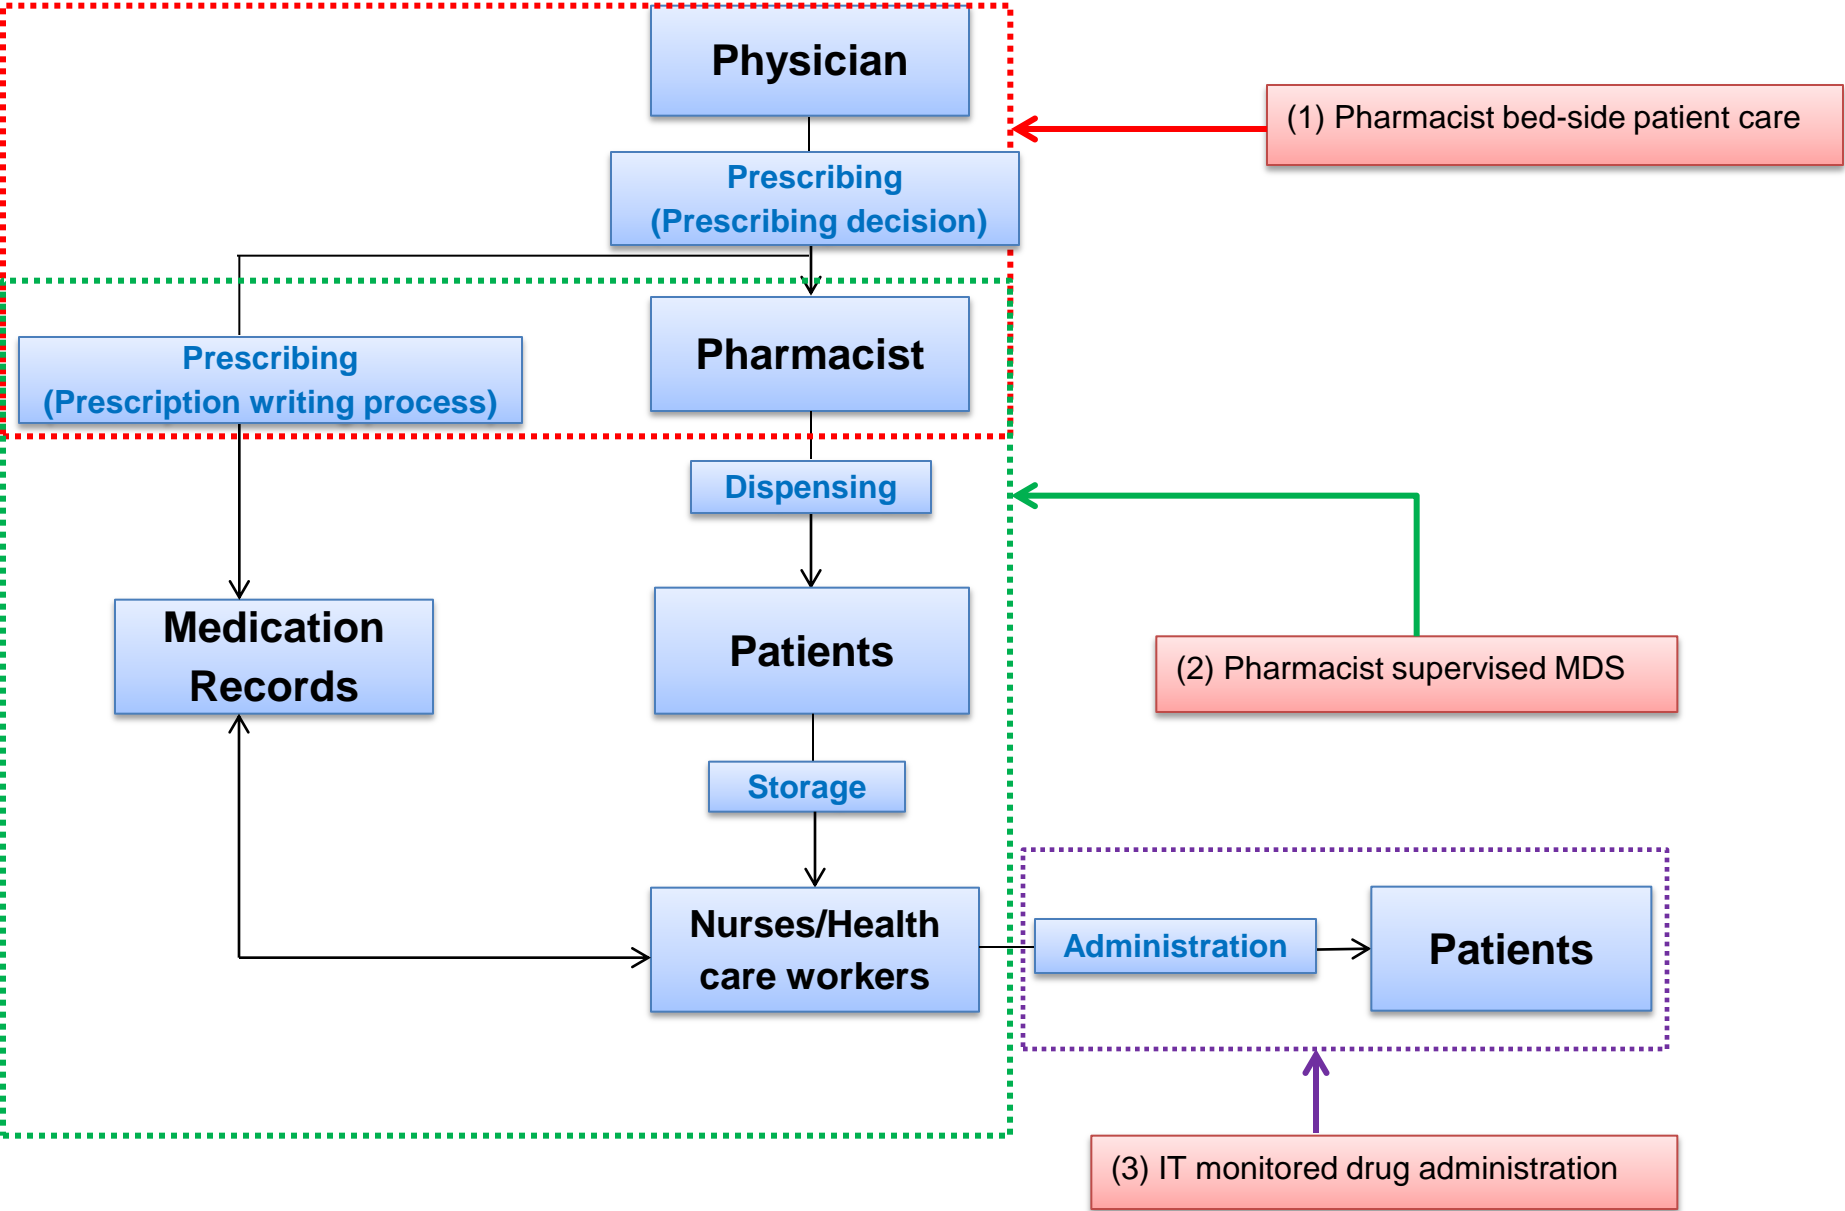 Physician
(1) Pharmacist bed-side patient care
Prescribing
(Prescribing decision)
Prescribing
(Prescription writing process)
Pharmacist
Dispensing
Medication
Records
Patients
(2) Pharmacist supervised MDS
Storage
Nurses/Health
care workers
Administration
Patients
(3) IT monitored drug administration